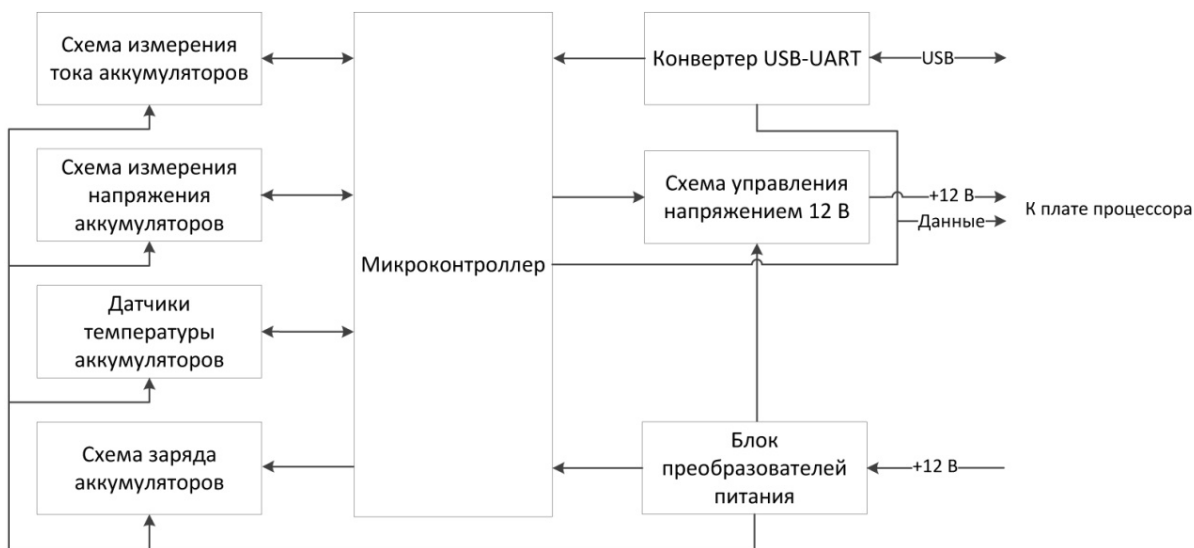 Схема измерения
тока аккумуляторов
Конвертер USB-UART
USB
Схема измерения
напряжения
аккумуляторов
Схема управления
напряжением 12 В
+12 В
Данные
К плате процессора
Микроконтроллер
Датчики
температуры
аккумуляторов
Схема заряда
аккумуляторов
Блок
преобразователей
питания
+12 В